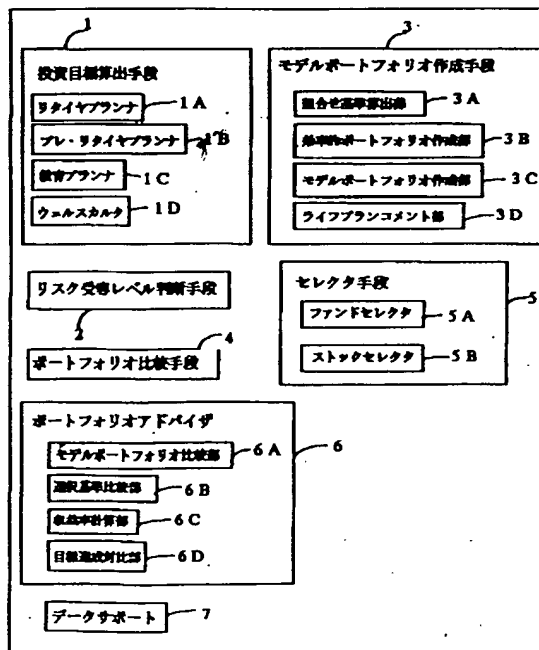 1
投資目標算出手段
リタイヤプランナ 1A
プレ・リタイヤプランナ 1B
教育プランナ 1C
ウェルスカルタ 1D
3
モデルポートフォリオ作成手段
組合せ基準算出部 3A
効率的ポートフォリオ作成部 3B
モデルポートフォリオ作成部 3C
ライフプランコメント部 3D
リスク受容レベル判断手段
2
4
ポートフォリオ比較手段
セレクタ手段
5
ファンドセレクタ 5A
ストックセレクタ 5B
ポートフォリオアドバイザ
6
モデルポートフォリオ比較部 6A
選択基準比較部 6B
収益率計算部 6C
目標達成対比部 6D
データサポート 7